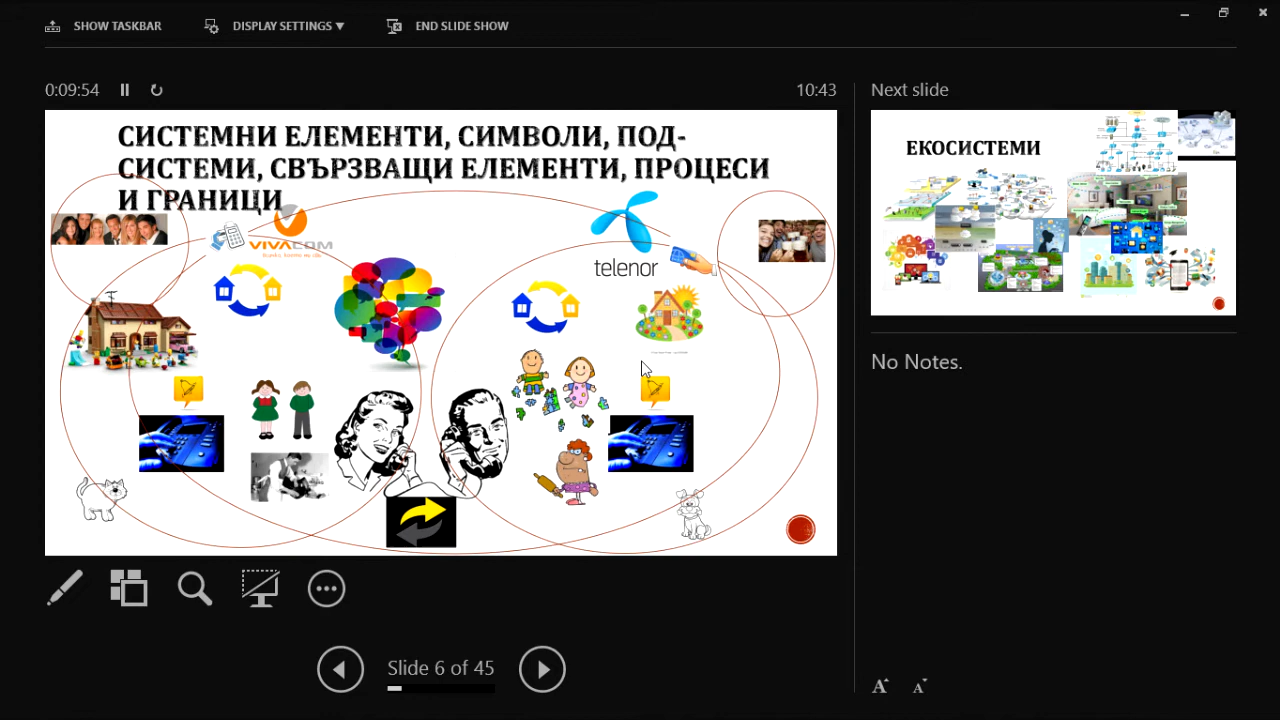 SHOW TASKBAR
DISPLAY SETTINGS ▼
END SLIDE SHOW
0:09:54
10:43
Next slide
СИСТЕМНИ ЕЛЕМЕНТИ, СИМВОЛИ, ПОД-
СИСТЕМИ, СВЪРЗВАЩИ ЕЛЕМЕНТИ, ПРОЦЕСИ
И ГРАНИЦИ
VIVACOM
telenor
ЕКОСИСТЕМИ
No Notes.
Slide 6 of 45
A
A